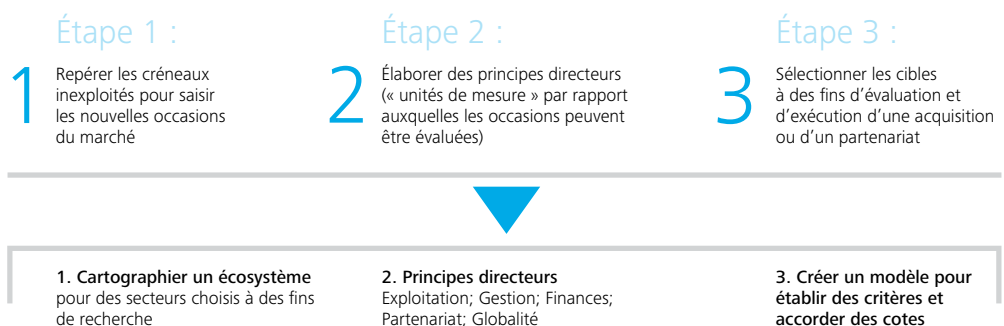 Étape 1 :
1
Repérer les créneaux
inexploités pour saisir
les nouvelles occasions
du marché
Étape 2 :
2
Élaborer des principes directeurs
(« unités de mesure » par rapport
auxquelles les occasions peuvent
être évaluées)
Étape 3 :
3
Sélectionner les cibles
à des fins d’évaluation et
d’exécution d’une acquisition
ou d’un partenariat
1. Cartographier un écosystème
pour des secteurs choisis à des fins
de recherche
2. Principes directeurs
Exploitation; Gestion; Finances;
Partenariat; Globalité
3. Créer un modèle pour
établir des critères et
accorder des cotes